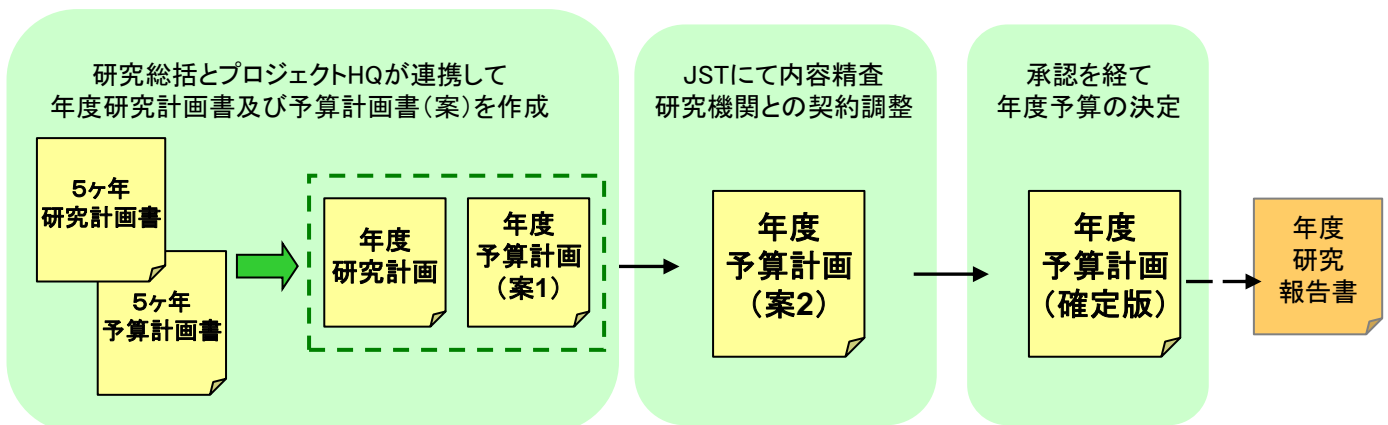 研究総括とプロジェクトHQが連携して
年度研究計画書及び予算計画書（案）を作成
5ヶ年
研究計画書
5ヶ年
予算計画書
年度
研究計画
年度
予算計画
（案1）
JSTにて内容精査
研究機関との契約調整
年度
予算計画
（案2）
承認を経て
年度予算の決定
年度
予算計画
（確定版）
年度
研究
報告書